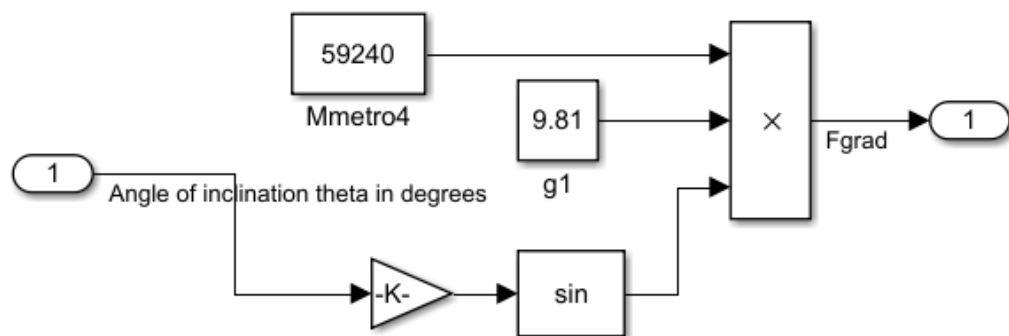 59240
Mmetro4
9.81
g1
×
Fgrad
1
1
Angle of inclination theta in degrees
-K-
sin